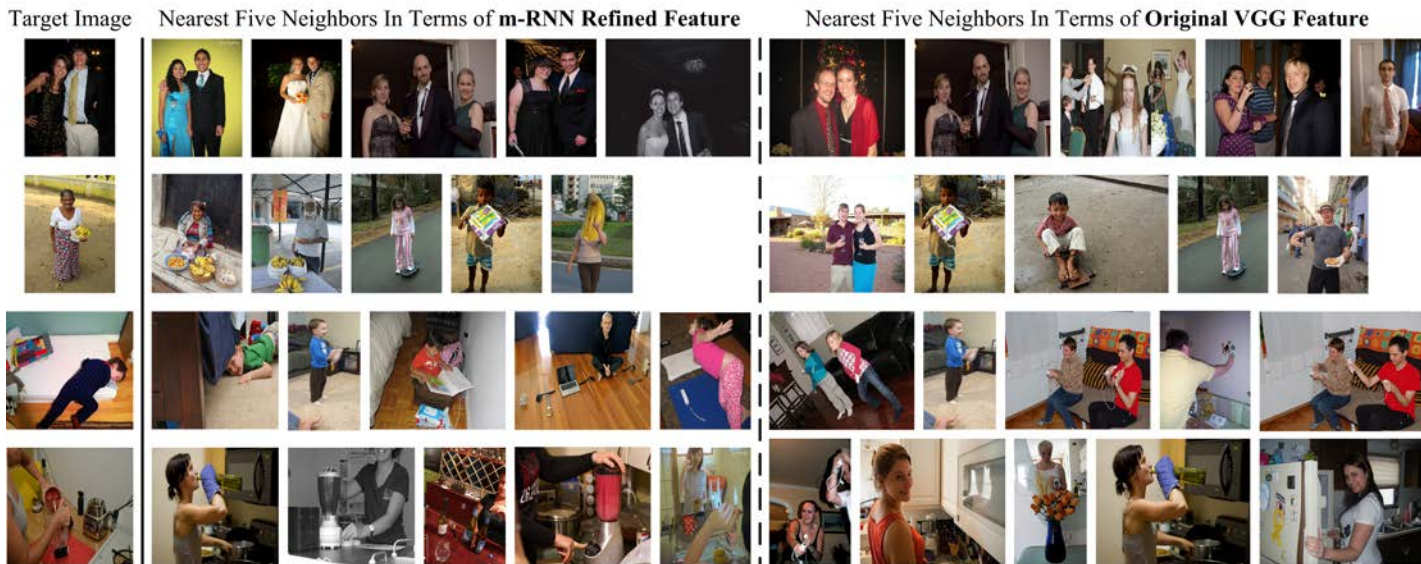 Target Image
Nearest Five Neighbors In Terms of m-RNN Refined Feature
Nearest Five Neighbors In Terms of Original VGG Feature